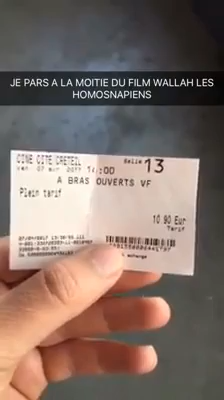 JE PARS A LA MOITIE DU FILM WALLAH LES
HOMOSNAPIENS
CINE CITE CRETEIL
Salle 13
ven 07 avr 2017 14:00
A BRAS OUVERTS VF
Plein tarif
10.90 Eur
Tarif